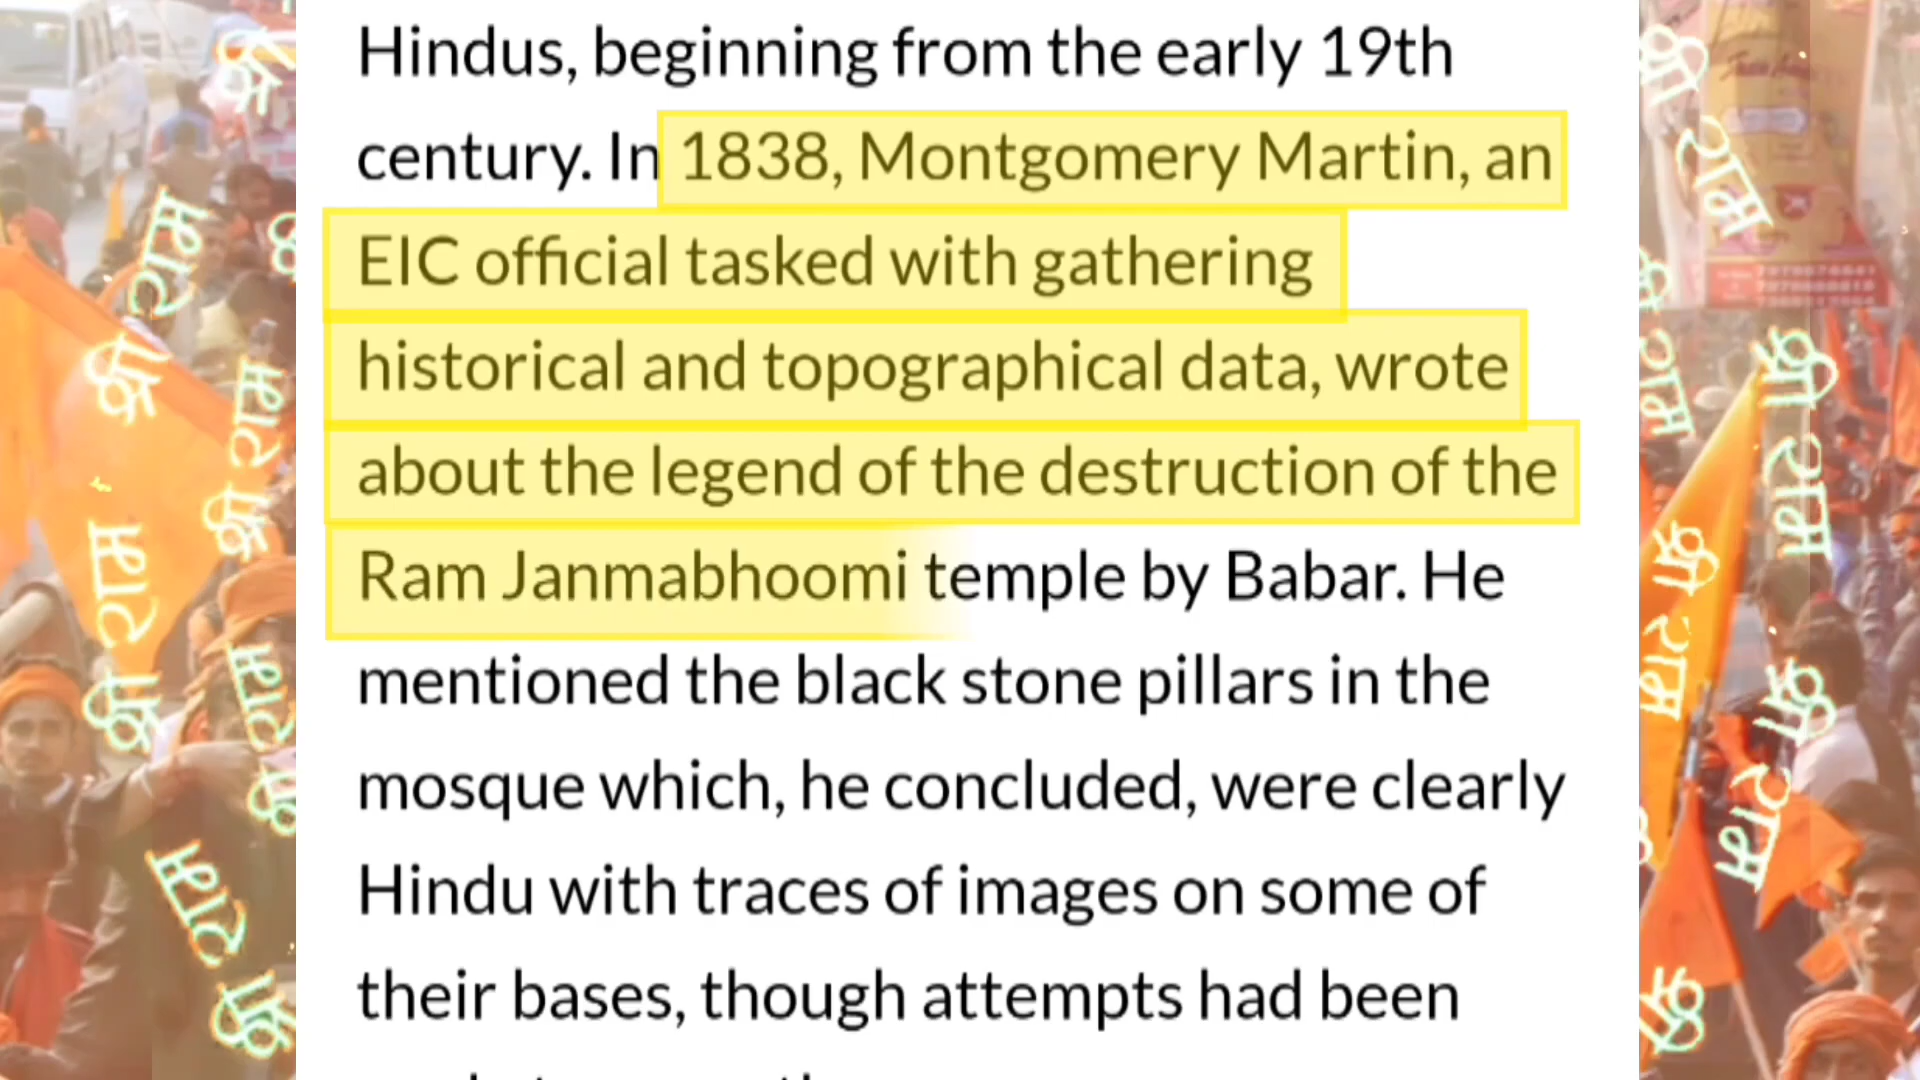 Hindus, beginning from the early 19th
century. In 1838, Montgomery Martin, an
EIC official tasked with gathering
historical and topographical data, wrote
about the legend of the destruction of the
Ram Janmabhoomi temple by Babar. He
mentioned the black stone pillars in the
mosque which, he concluded, were clearly
Hindu with traces of images on some of
their bases, though attempts had been
श्री
श्री राम
श्री राम
श्री राम
राम
श्री राम
श्री राम